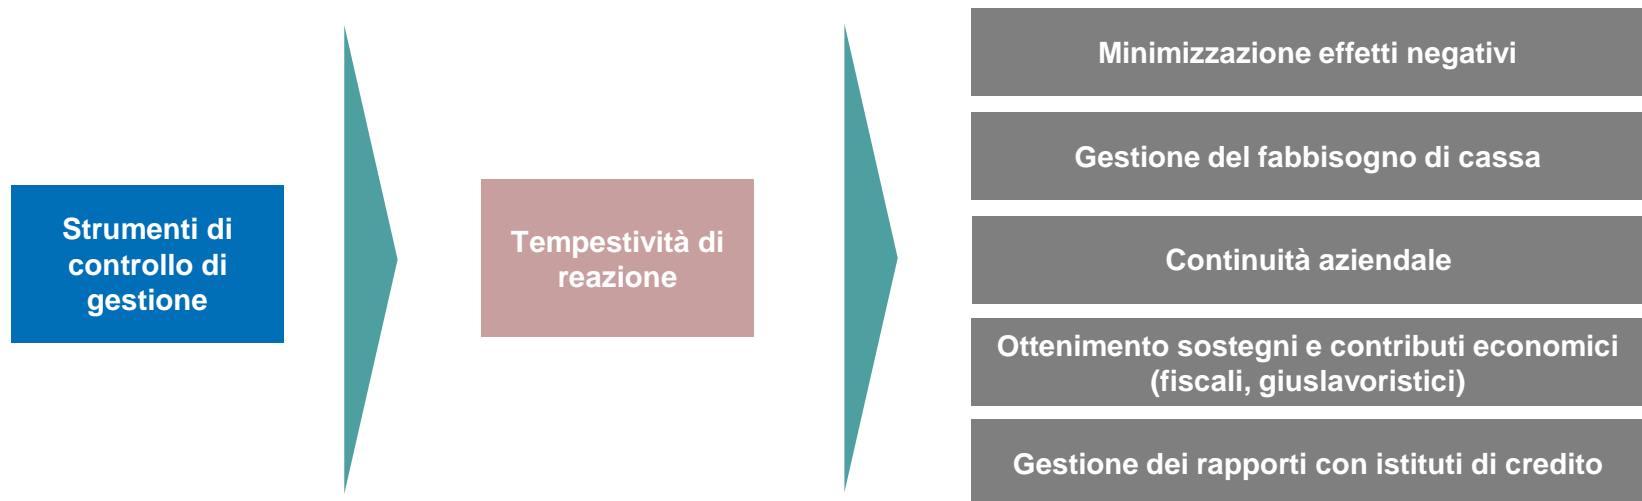 Strumenti di
controllo di
gestione
Tempestività di
reazione
Minimizzazione effetti negativi
Gestione del fabbisogno di cassa
Continuità aziendale
Ottenimento sostegni e contributi economici
(fiscali, giuslavoristici)
Gestione dei rapporti con istituti di credito